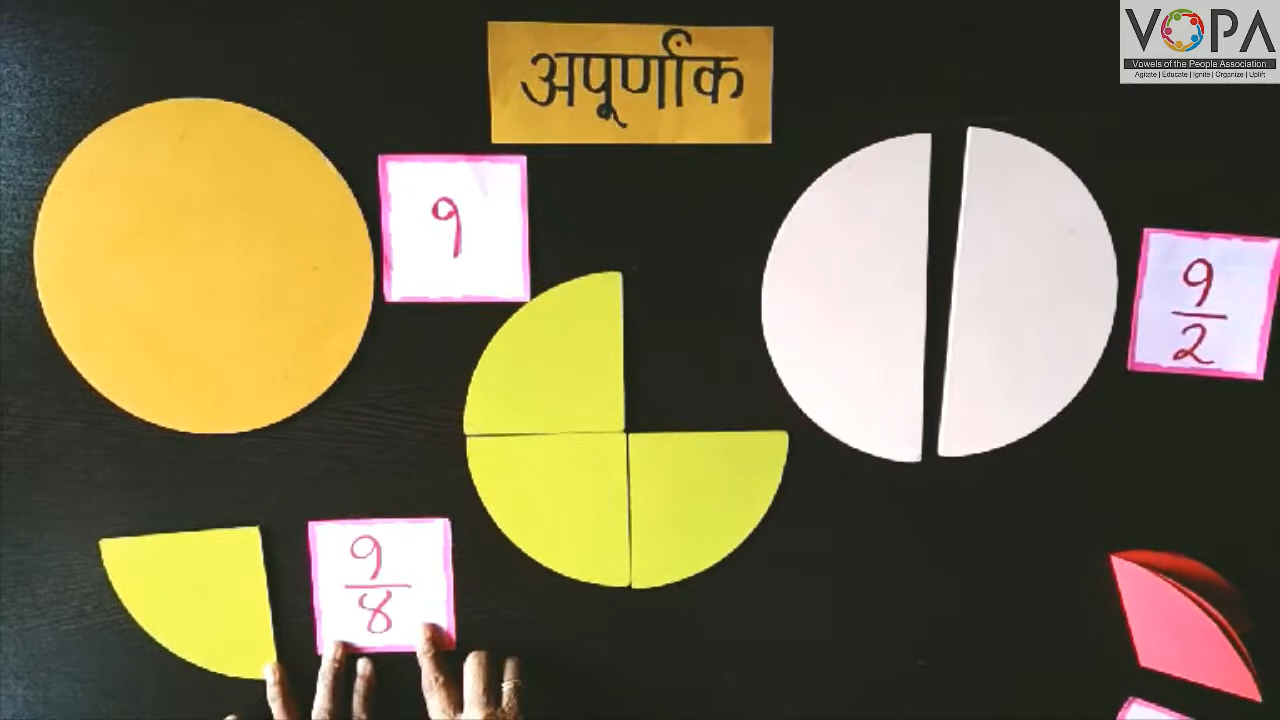 अपूर्णांक
१
१
२
१
४
VOPA
Vowels of the People Association
Agitate | Educate | Ignite | Organize | Uplift